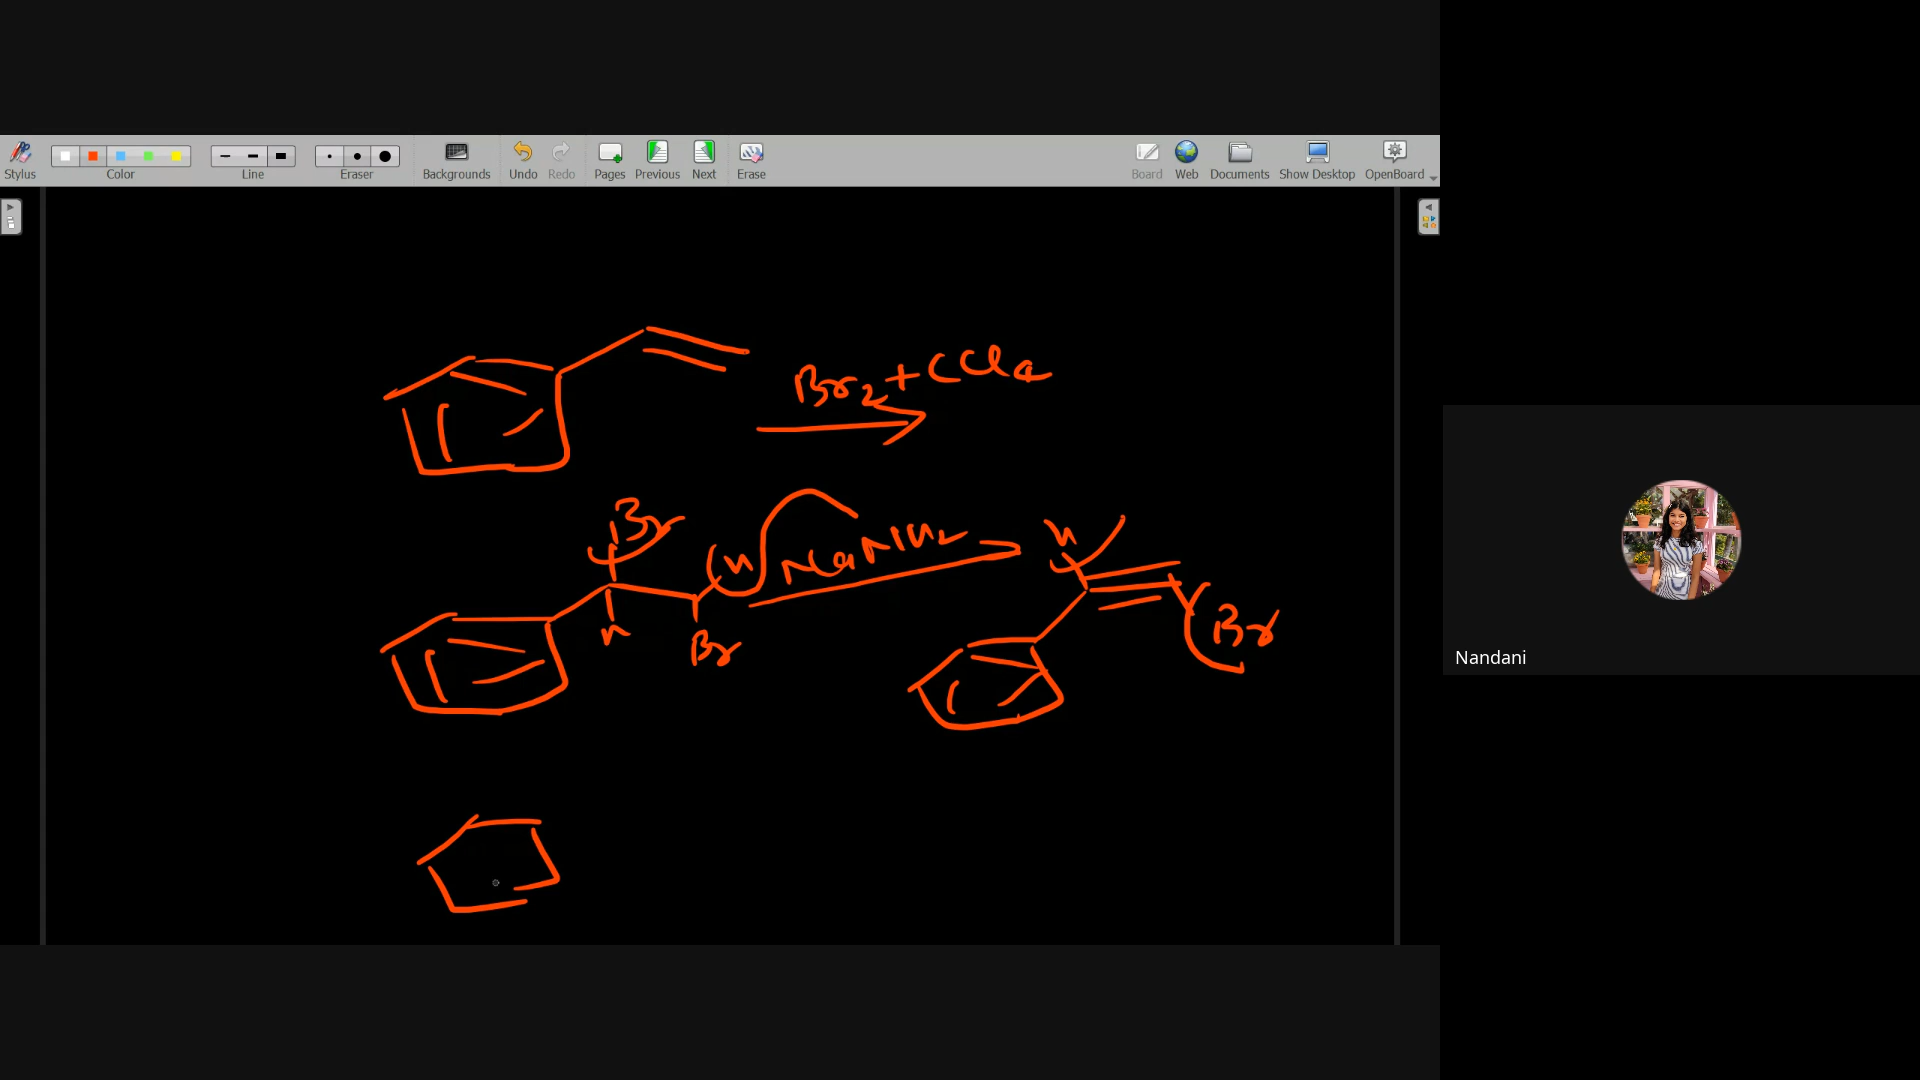 Stylus Color Line Eraser Backgrounds Undo Redo Pages Previous Next Erase Board Web Documents Show Desktop OpenBoard
Br2+CCl4
Br
H NaNH2
H
H
Br
Br
Nandani